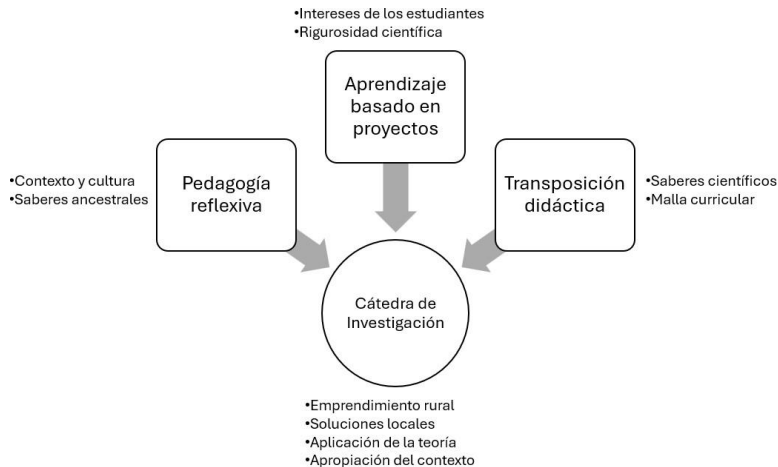 •Intereses de los estudiantes
•Rigurosidad científica
Aprendizaje
basado en
proyectos
•Contexto y cultura
•Saberes ancestrales
Pedagogía
reflexiva
Transposición
didáctica
•Saberes científicos
•Malla curricular
Cátedra de
Investigación
•Emprendimiento rural
•Soluciones locales
•Aplicación de la teoría
•Apropiación del contexto